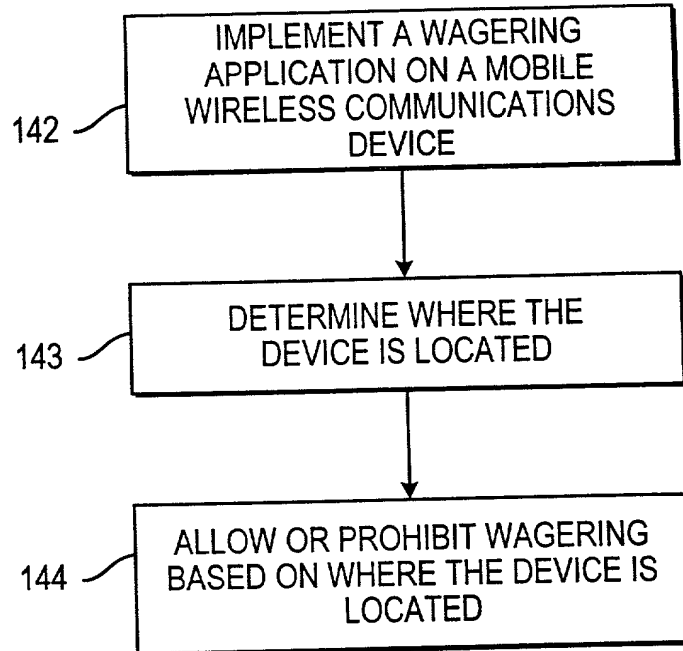 IMPLEMENT A WAGERING
APPLICATION ON A MOBILE
WIRELESS COMMUNICATIONS
DEVICE
142
DETERMINE WHERE THE
DEVICE IS LOCATED
143
ALLOW OR PROHIBIT WAGERING
BASED ON WHERE THE DEVICE IS
LOCATED
144